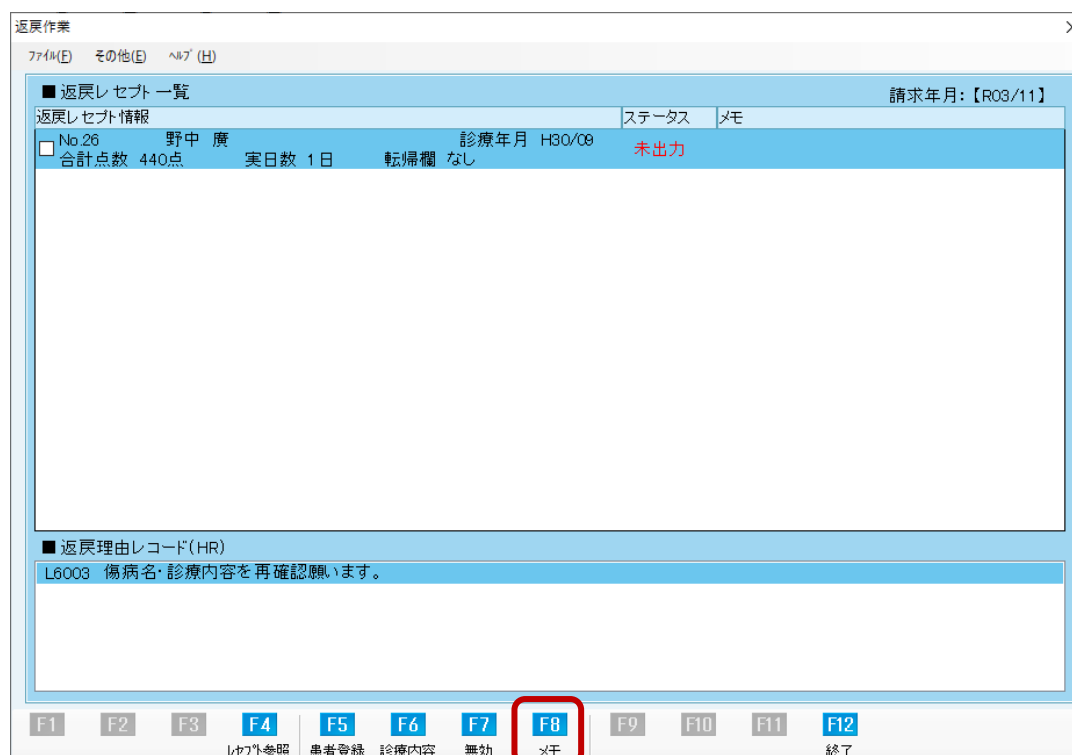 返戻作業
ﾌｧｲﾙ(F) その他(E) ﾍﾙﾌﾟ(H)
■返戻レセプト一覧 請求年月:【R03/11】
返戻レセプト情報 ステータス メモ
No.26 野中 廣 診療年月 H30/09
合計点数 440点 実日数 1日 転帰欄 なし 未出力
■返戻理由レコード(HR)
L6003 傷病名・診療内容を再確認願います。
F1 F2 F3 F4 F5 F6 F7 F8 F9 F10 F11 F12
ﾚｾﾌﾟﾄ参照 患者登録 診療内容 無効 メモ 終了